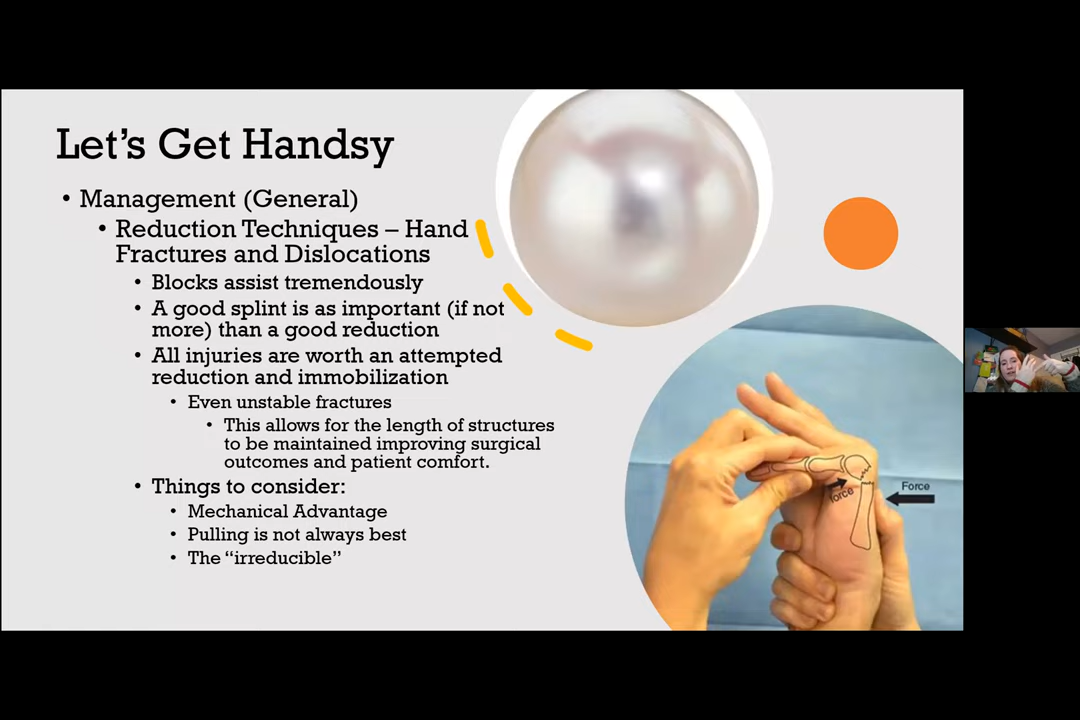 Let's Get Handsy
• Management (General)
• Reduction Techniques – Hand
Fractures and Dislocations
• Blocks assist tremendously
• A good splint is as important (if not
more) than a good reduction
• All injuries are worth an attempted
reduction and immobilization
• Even unstable fractures
• This allows for the length of structures
to be maintained improving surgical
outcomes and patient comfort.
• Things to consider:
• Mechanical Advantage
• Pulling is not always best
• The “irreducible”
Force
force